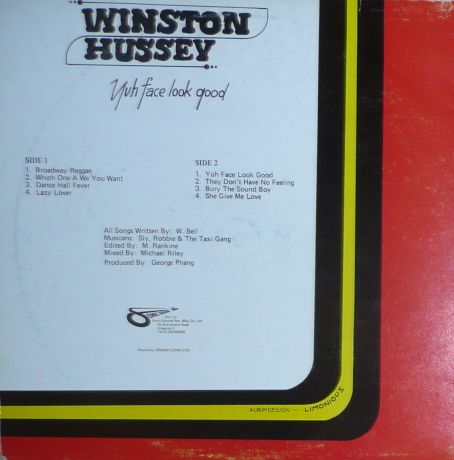 WINSTON
HUSSEY
Yuh face look good
SIDE 1
1. Broadway Reggae
2. Which One A We You Want
3. Dance Hall Fever
4. Lazy Lover
SIDE 2
1. Yuh Face Look Good
2. They Don't Have No Feeling
3. Bury The Sound Boy
4. She Give Me Love
All Songs Written By: W. Bell
Musicans: Sly, Robbie & The Taxi Gang
Edited By: M. Rankine
Mixed By: Michael Riley
Produced By: George Phang
ALBUM DESIGN — LIMONIOUS